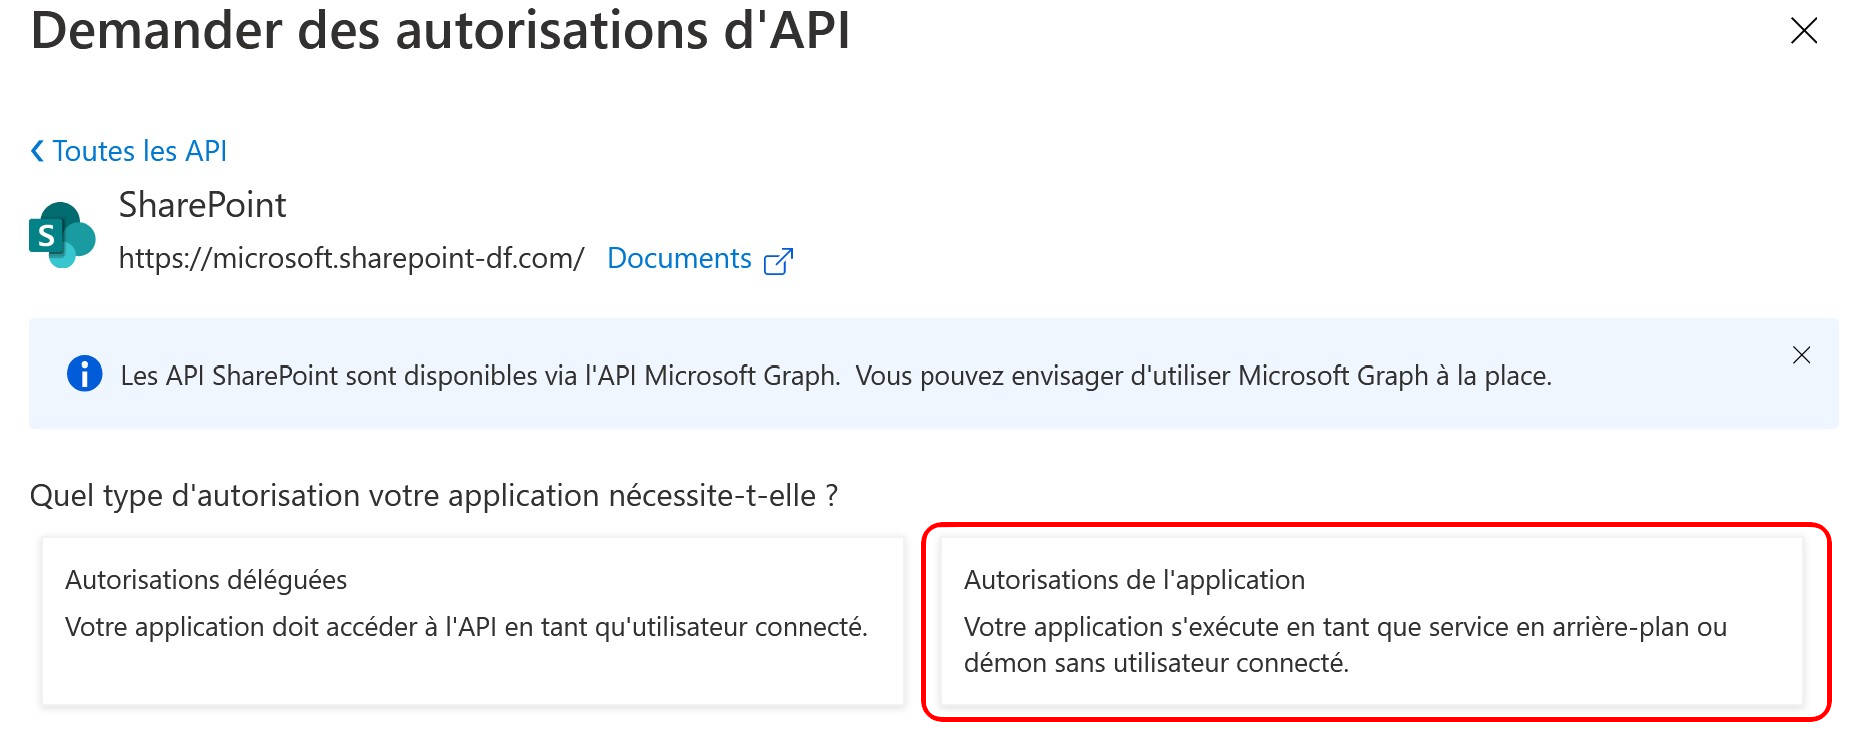 Demander des autorisations d'API
Toutes les API
SharePoint
S
https://microsoft.sharepoint-df.com/ Documents
Les API SharePoint sont disponibles via l'API Microsoft Graph. Vous pouvez envisager d'utiliser Microsoft Graph à la place.
Quel type d'autorisation votre application nécessite-t-elle ?
Autorisations déléguées
Votre application doit accéder à l'API en tant qu'utilisateur connecté.
Autorisations de l'application
Votre application s'exécute en tant que service en arrière-plan ou
démon sans utilisateur connecté.